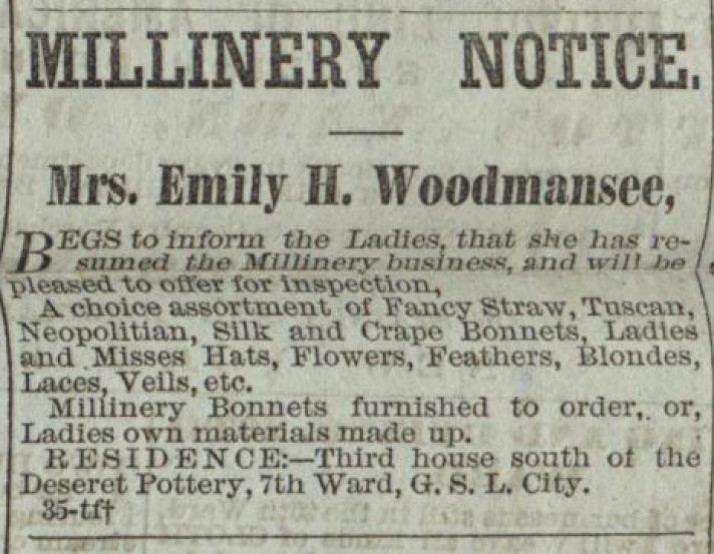 MILLINERY NOTICE.
Mrs. Emily H. Woodmansee,
BEGS to inform the Ladies, that she has re-
sumed the Millinery business, and will be
pleased to offer for inspection,
A choice assortment of Fancy Straw, Tuscan,
Neopolitian, Silk and Crape Bonnets, Ladies
and Misses Hats, Flowers, Feathers, Blondes,
Laces, Veils, etc.
Millinery Bonnets furnished to order, or,
Ladies own materials made up.
RESIDENCE:—Third house south of the
Deseret Pottery, 7th Ward, G. S. L. City.
35-tf†